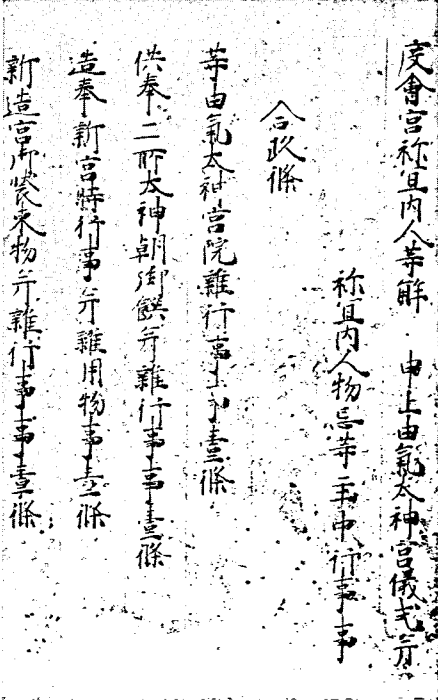 度會宮祢宜内人等解 申上由氣太神宮儀式并
祢宜内人物忌等年中行事事
合玖條
等由氣太神宮院雜行事上 壹條
供奉二所太神朝御饌并雜行事事壹條
造奉新宮時行事并雜用物事壹條
新造宮御裝束物并雜行事事壹條